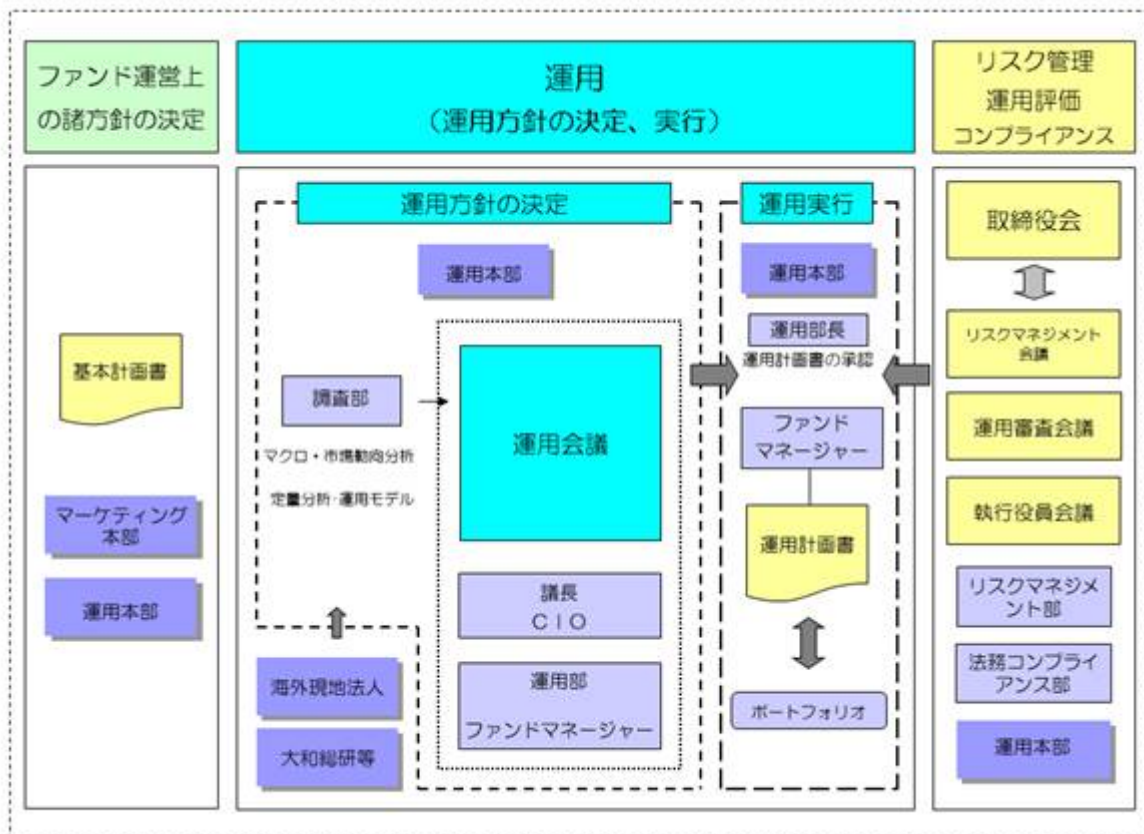 ファンド運営上
の諸方針の決定
運用
（運用方針の決定、実行）
リスク管理
運用評価
コンプライアンス
基本計画書
マーケティング
本部
運用本部
運用方針の決定
運用本部
調査部
マクロ・市場動向分析
定量分析・運用モデル
運用会議
議長
ＣＩＯ
運用部
ファンドマネージャー
海外現地法人
大和総研等
運用実行
運用本部
運用部長
運用計画書の承認
ファンド
マネージャー
運用計画書
ポートフォリオ
取締役会
リスクマネジメント
会議
運用審査会議
執行役員会議
リスクマネジメ
ント部
法務コンプライ
アンス部
運用本部